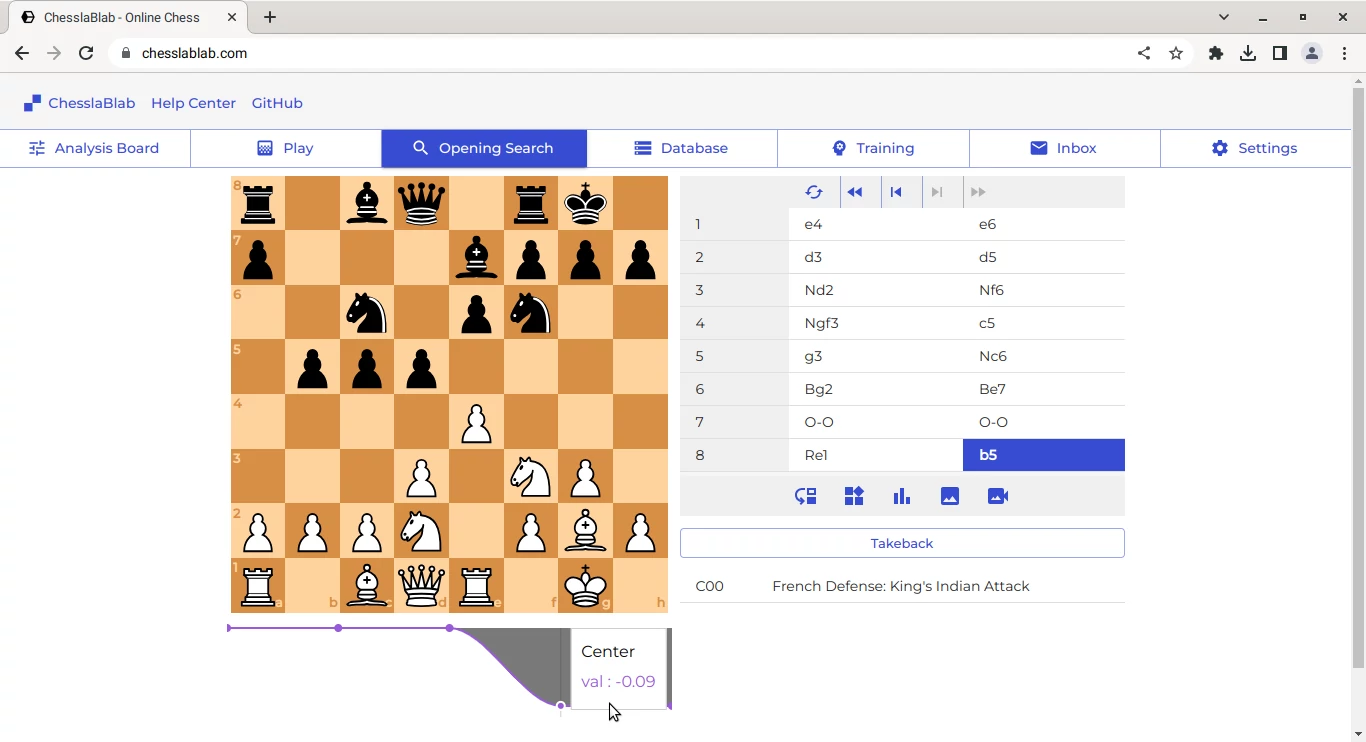 ChesslaBlab - Online Chess
chesslablab.com
ChesslaBlab Help Center GitHub
Analysis Board Play Opening Search Database Training Inbox Settings
8
7
6
5
4
3
2
1 a b c d e f g h
1 e4 e6
2 d3 d5
3 Nd2 Nf6
4 Ngf3 c5
5 g3 Nc6
6 Bg2 Be7
7 O-O O-O
8 Re1 b5
Takeback
C00 French Defense: King's Indian Attack
Center
val : -0.09